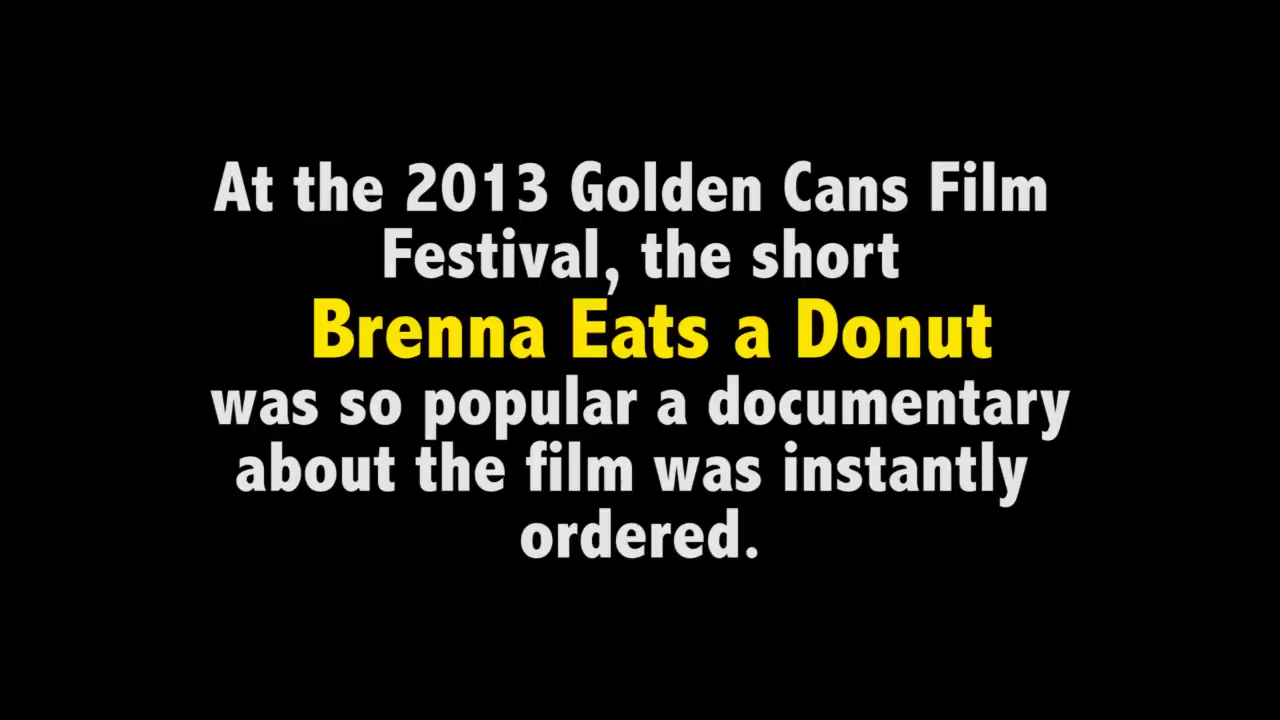 At the 2013 Golden Cans Film
Festival, the short
Brenna Eats a Donut
was so popular a documentary
about the film was instantly
ordered.